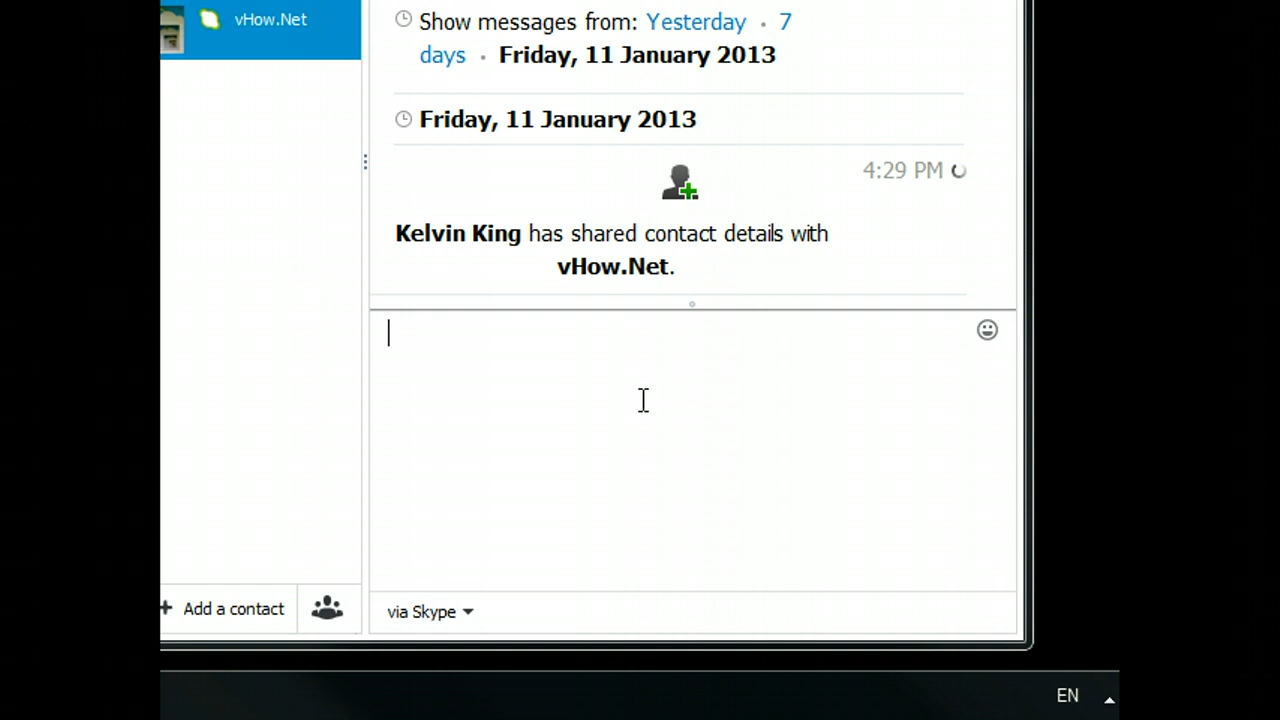 vHow.Net
Show messages from: Yesterday • 7
days • Friday, 11 January 2013
Friday, 11 January 2013
4:29 PM
Kelvin King has shared contact details with
vHow.Net.
+ Add a contact
via Skype
EN